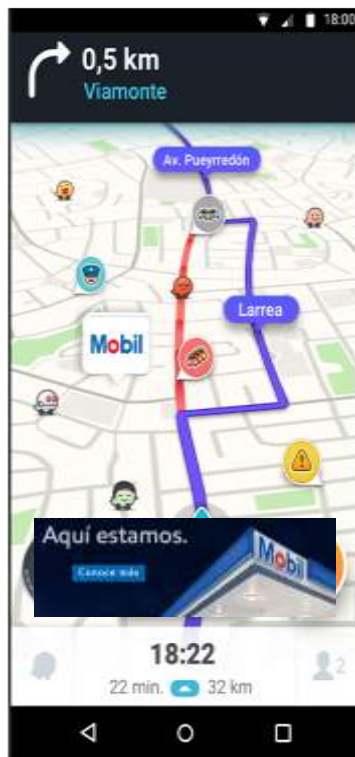 18:00
0,5 km
Viamonte
Av. Pueyrredón
Larrea
Mobil
Aquí estamos.
Mobil
Conoce más
18:22
22 min.
32 km
2